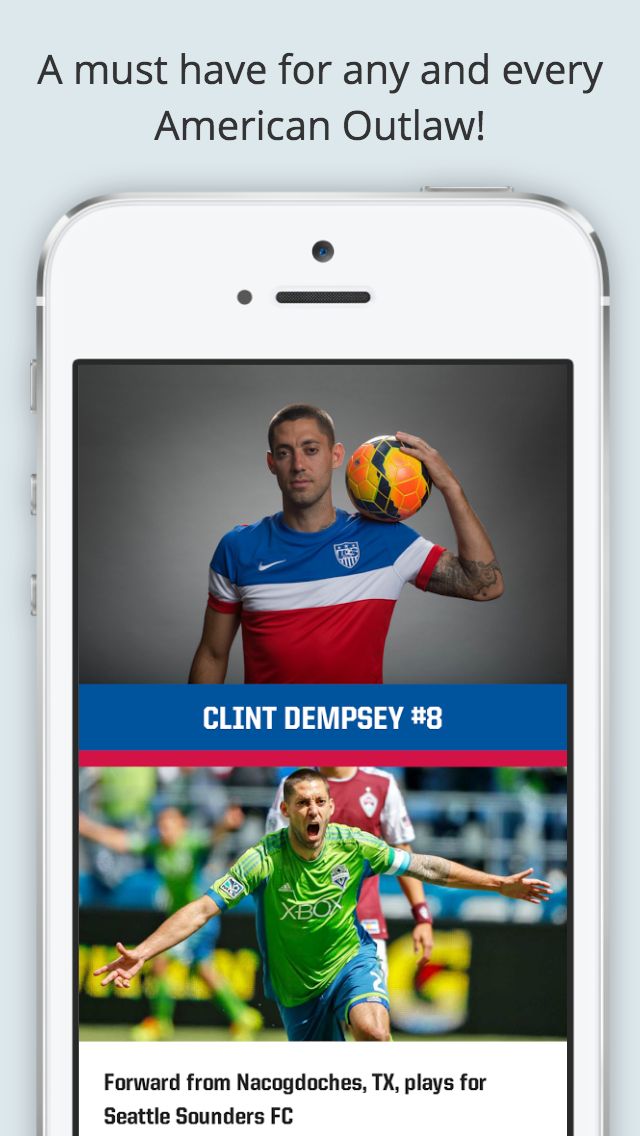 A must have for any and every
American Outlaw!
US
CLINT DEMPSEY #8
XBOX
Forward from Nacogdoches, TX, plays for
Seattle Sounders FC